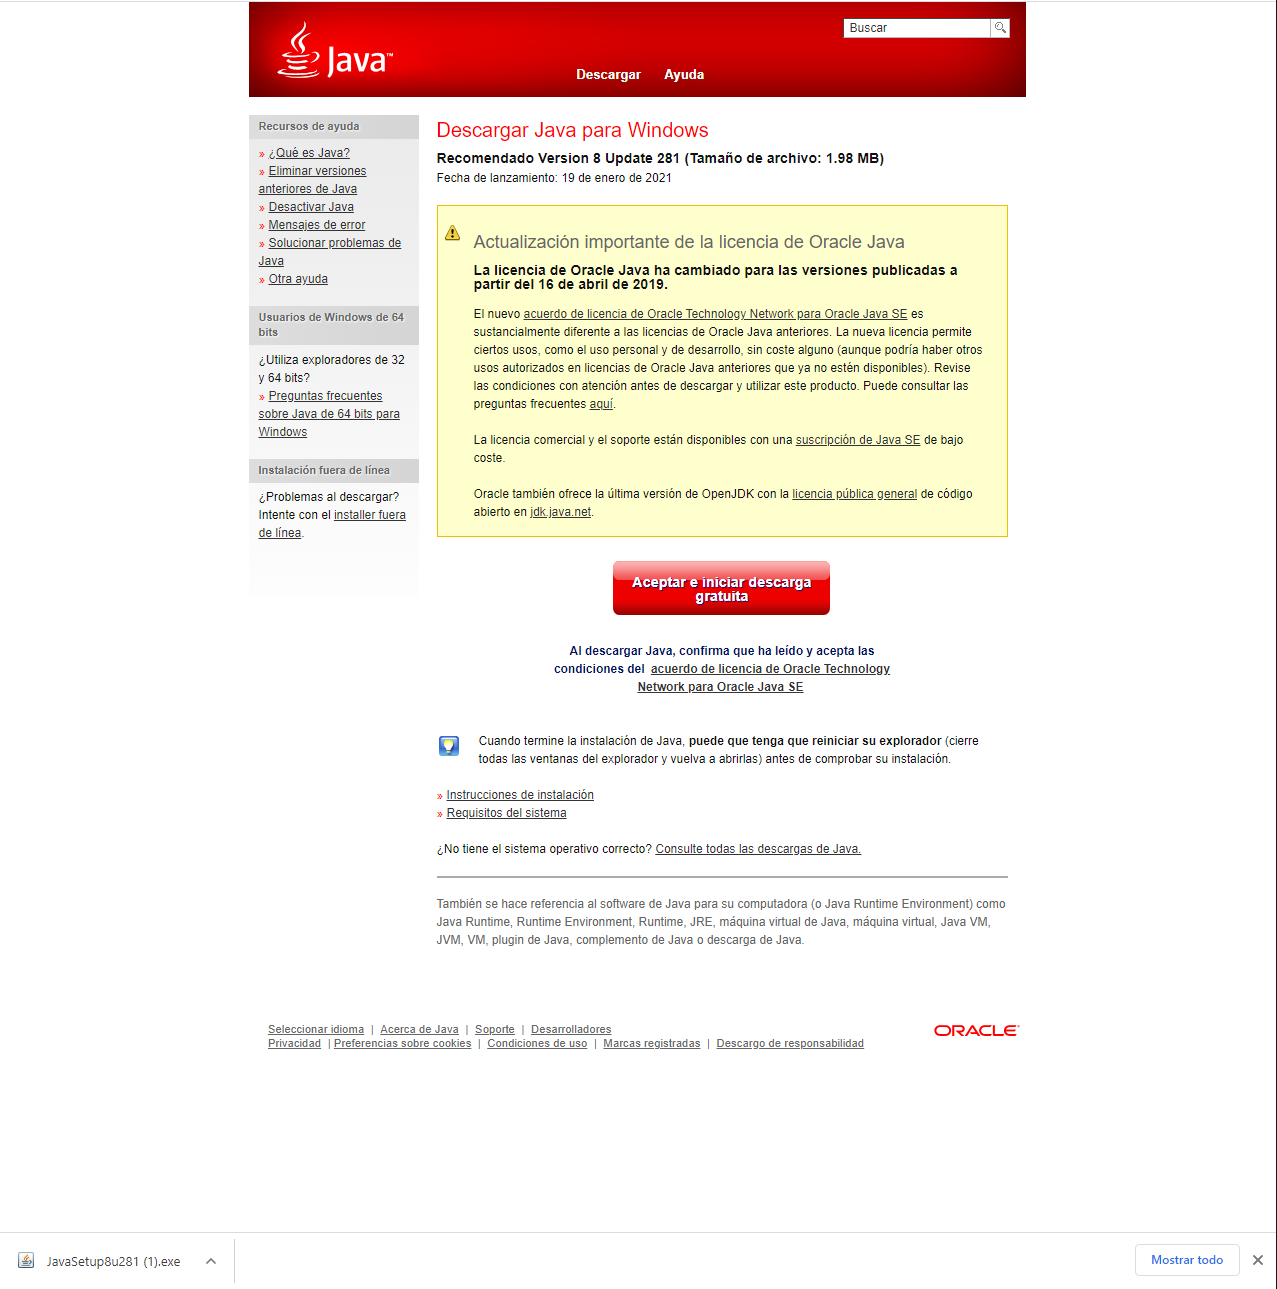 Java™
Buscar
Descargar Ayuda
Recursos de ayuda
» ¿Qué es Java?
» Eliminar versiones
anteriores de Java
» Desactivar Java
» Mensajes de error
» Solucionar problemas de
Java
» Otra ayuda
Usuarios de Windows de 64
bits
¿Utiliza exploradores de 32
y 64 bits?
» Preguntas frecuentes
sobre Java de 64 bits para
Windows
Instalación fuera de línea
¿Problemas al descargar?
Intente con el installer fuera
de línea.
Descargar Java para Windows
Recomendado Version 8 Update 281 (Tamaño de archivo: 1.98 MB)
Fecha de lanzamiento: 19 de enero de 2021
Actualización importante de la licencia de Oracle Java
La licencia de Oracle Java ha cambiado para las versiones publicadas a
partir del 16 de abril de 2019.
El nuevo acuerdo de licencia de Oracle Technology Network para Oracle Java SE es
sustancialmente diferente a las licencias de Oracle Java anteriores. La nueva licencia permite
ciertos usos, como el uso personal y de desarrollo, sin coste alguno (aunque podría haber otros
usos autorizados en licencias de Oracle Java anteriores que ya no estén disponibles). Revise
las condiciones con atención antes de descargar y utilizar este producto. Puede consultar las
preguntas frecuentes aquí.
La licencia comercial y el soporte están disponibles con una suscripción de Java SE de bajo
coste.
Oracle también ofrece la última versión de OpenJDK con la licencia pública general de código
abierto en jdk.java.net.
Aceptar e iniciar descarga
gratuita
Al descargar Java, confirma que ha leído y acepta las
condiciones del acuerdo de licencia de Oracle Technology
Network para Oracle Java SE
Cuando termine la instalación de Java, puede que tenga que reiniciar su explorador (cierre
todas las ventanas del explorador y vuelva a abrirlas) antes de comprobar su instalación.
» Instrucciones de instalación
» Requisitos del sistema
¿No tiene el sistema operativo correcto? Consulte todas las descargas de Java.
También se hace referencia al software de Java para su computadora (o Java Runtime Environment) como
Java Runtime, Runtime Environment, Runtime, JRE, máquina virtual de Java, máquina virtual, Java VM,
JVM, VM, plugin de Java, complemento de Java o descarga de Java.
Seleccionar idioma | Acerca de Java | Soporte | Desarrolladores
Privacidad | Preferencias sobre cookies | Condiciones de uso | Marcas registradas | Descargo de responsabilidad
ORACLE
JavaSetup8u281 (1).exe
Mostrar todo